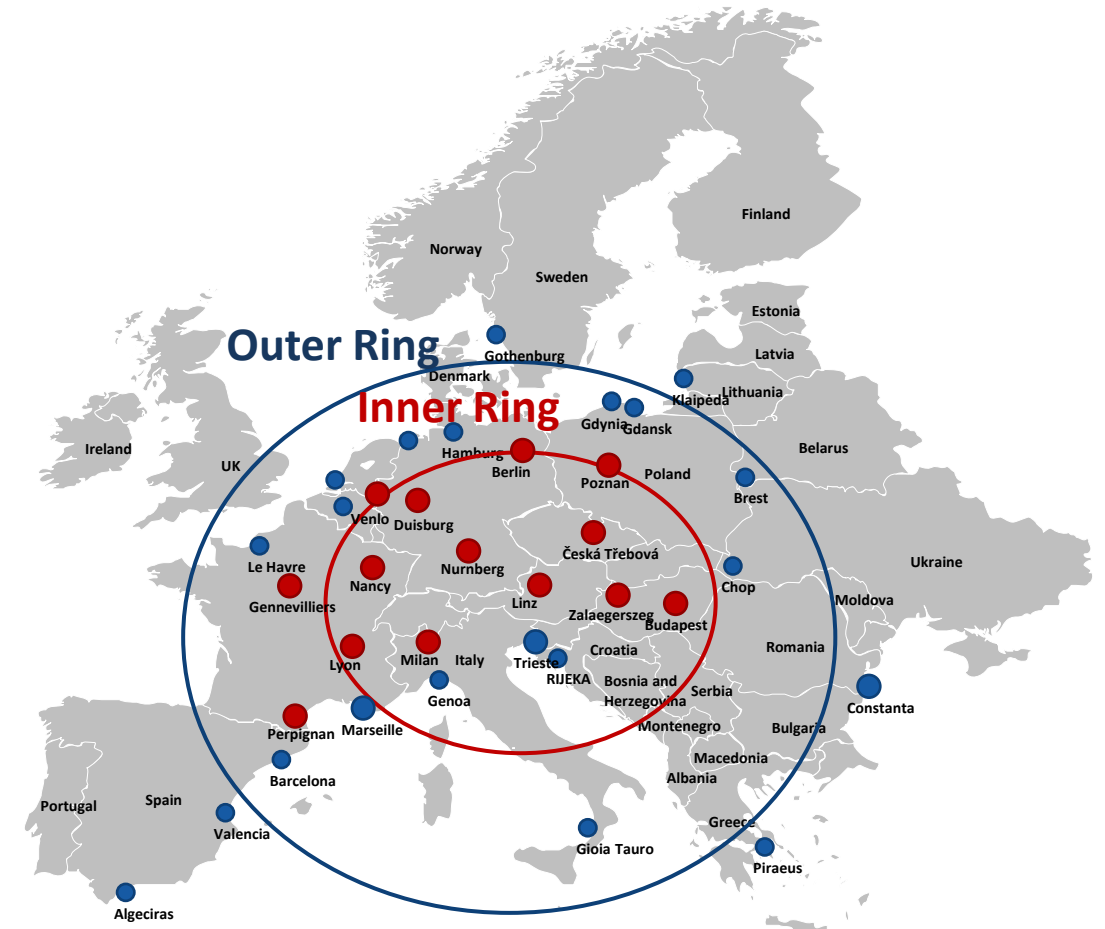 Finland
Norway
Sweden
Estonia
Outer Ring
Gothenburg
Latvia
Denmark
Lithuania
Klaipėda
Inner Ring
Gdynia
Gdansk
Ireland
UK
Hamburg
Belarus
Berlin
Poznan
Poland
Brest
Venlo
Duisburg
Česká Třebová
Ukraine
Le Havre
Nurnberg
Nancy
Chop
Gennevilliers
Linz
Moldova
Zalaegerszeg
Budapest
Lyon
Milan
Italy
Trieste
Croatia
Romania
RIJEKA
Bosnia and
Herzegovina
Serbia
Genoa
Constanta
Perpignan
Marseille
Montenegro
Bulgaria
Macedonia
Albania
Barcelona
Portugal
Spain
Valencia
Greece
Gioia Tauro
Piraeus
Algeciras